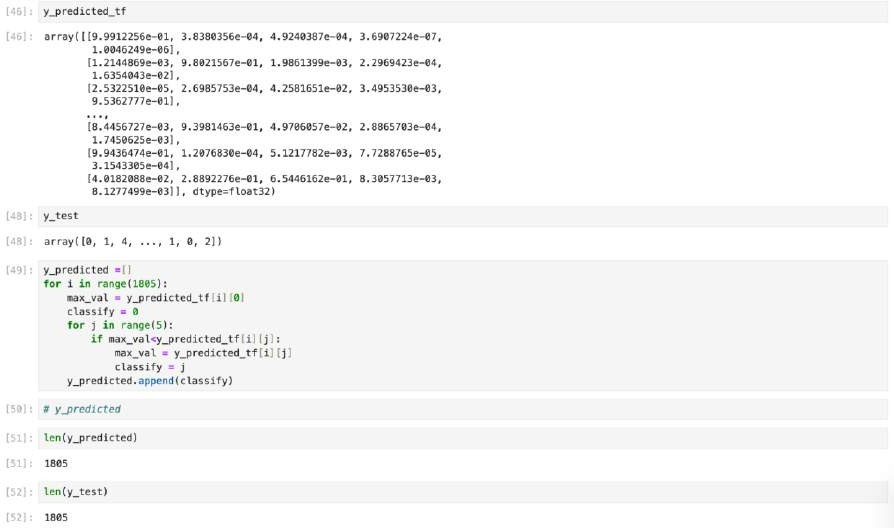 [46]: y_predicted_tf
[46]: array([[9.9912256e-01, 3.8380356e-04, 4.9240387e-04, 3.6907224e-07,
1.0046249e-06],
[1.2144869e-03, 9.8021567e-01, 1.9861399e-03, 2.2969423e-04,
1.6354043e-02],
[2.5322510e-05, 2.6985753e-04, 4.2581651e-02, 3.4953530e-03,
9.5362777e-01],
...,
[8.4456727e-03, 9.3981463e-01, 4.9706057e-02, 2.8865703e-04,
1.7450625e-03],
[9.9436474e-01, 1.2076830e-04, 5.1217782e-03, 7.7288765e-05,
3.1543305e-04],
[4.0182088e-02, 2.8892276e-01, 6.5446162e-01, 8.3057713e-03,
8.1277499e-03]], dtype=float32)
[48]: y_test
[48]: array([0, 1, 4, ..., 1, 0, 2])
[49]: y_predicted =[]
for i in range(1805):
max_val = y_predicted_tf[i][0]
classify = 0
for j in range(5):
if max_val<y_predicted_tf[i][j]:
max_val = y_predicted_tf[i][j]
classify = j
y_predicted.append(classify)
[50]: # y_predicted
[51]: len(y_predicted)
[51]: 1805
[52]: len(y_test)
[52]: 1805